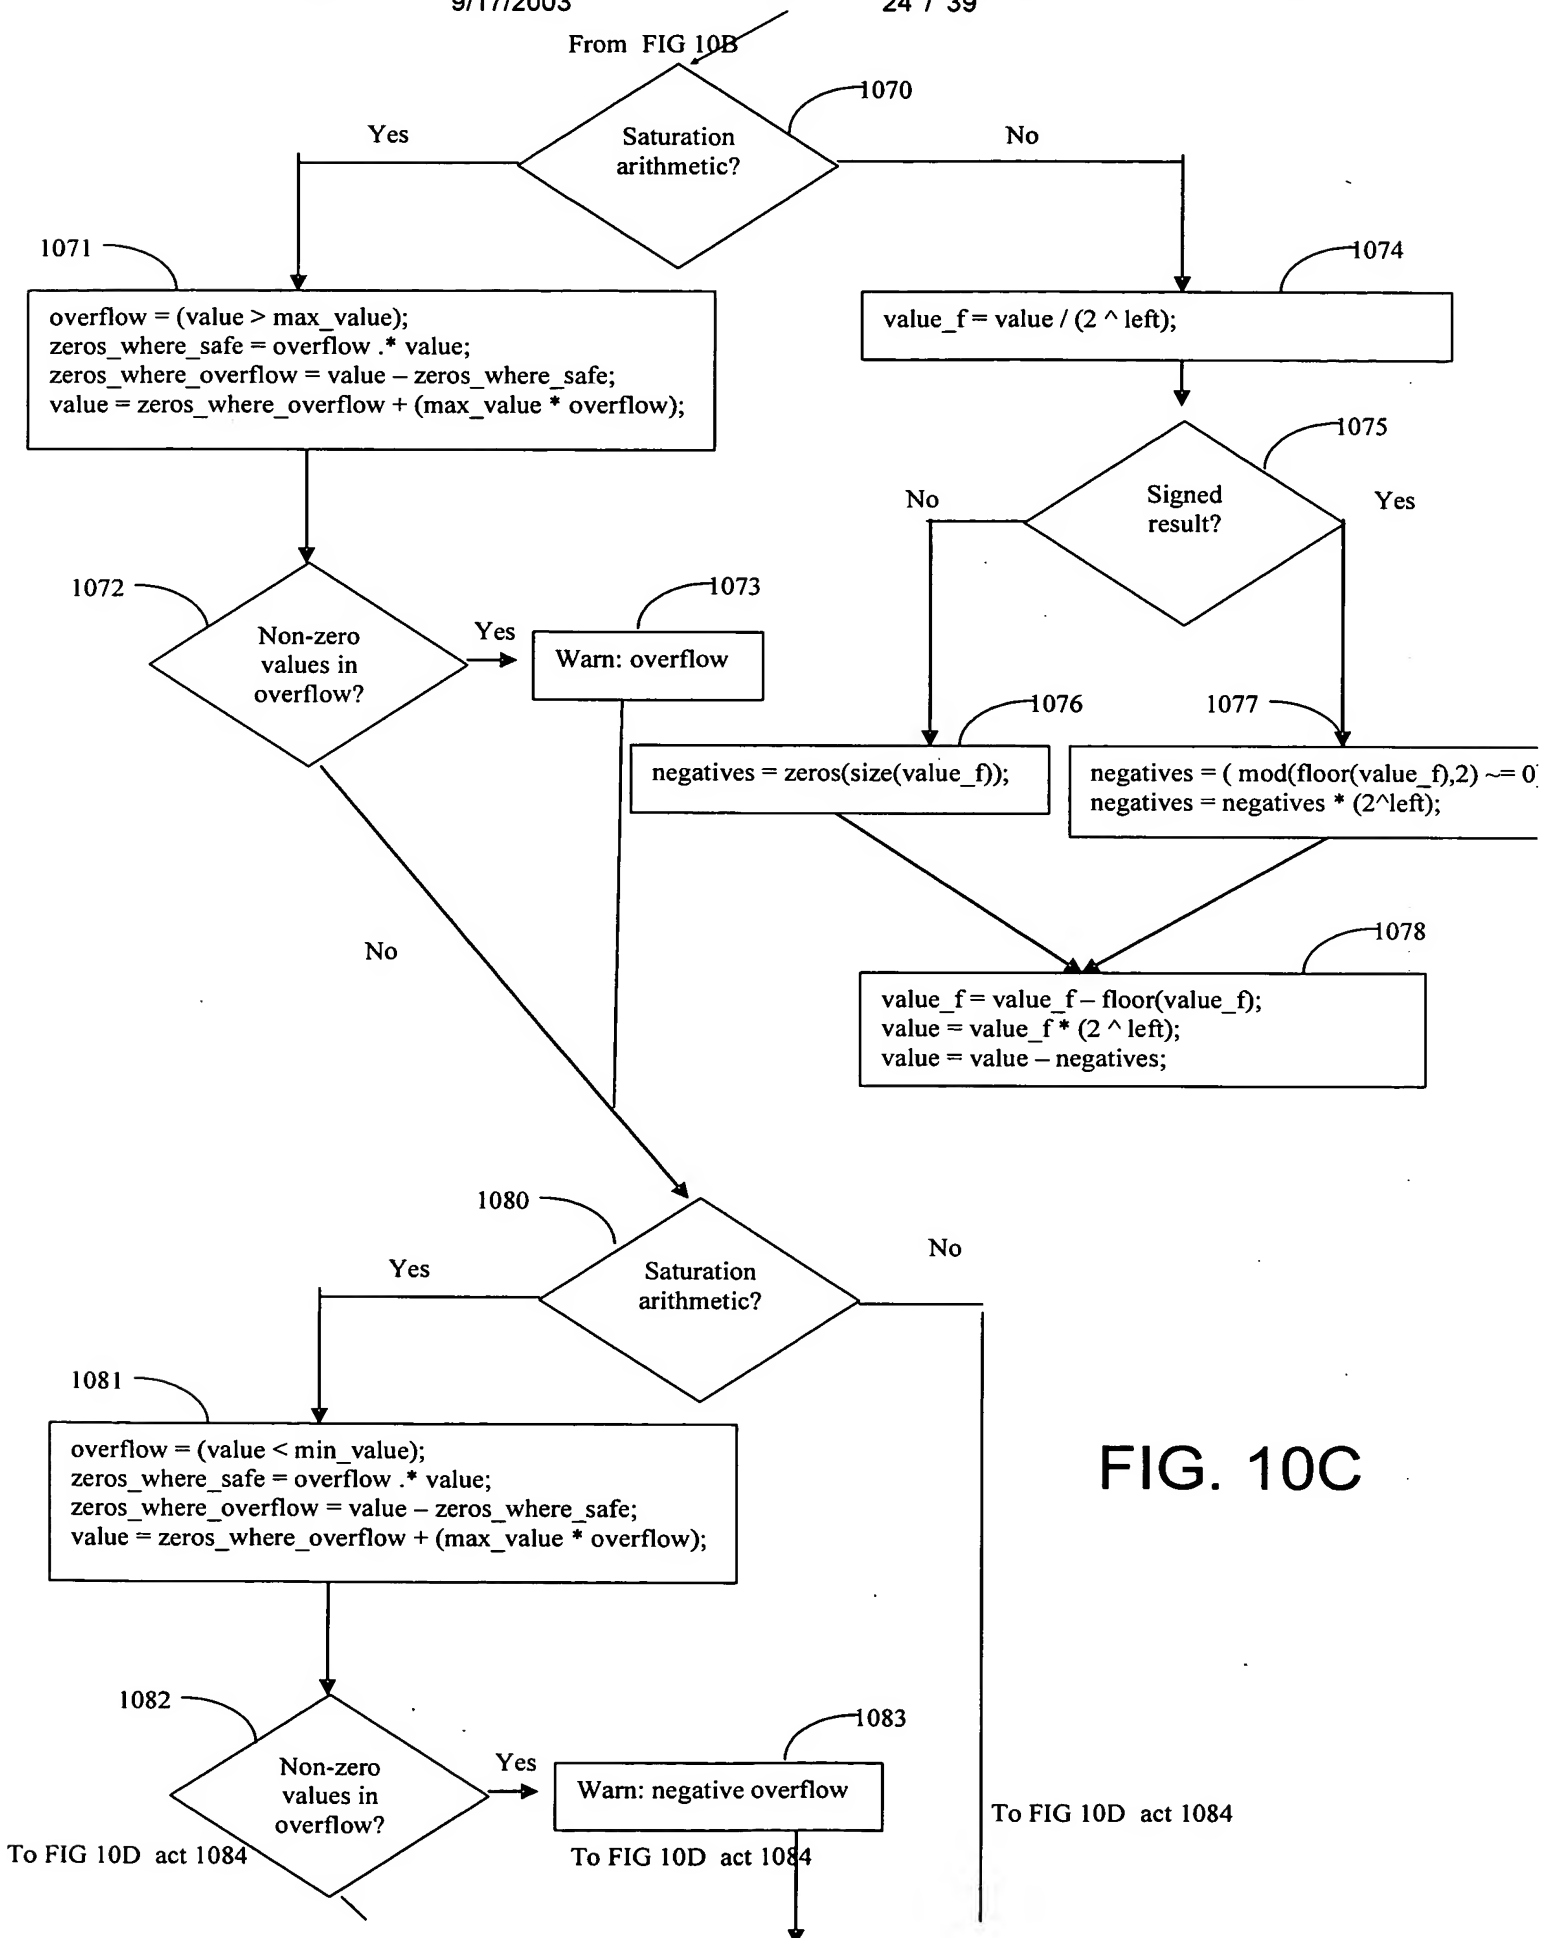 9/17/2003
24 / 39
From FIG 10B
1070
Yes
Saturation
arithmetic?
No
1071
1074
overflow = (value > max_value);
zeros_where_safe = overflow .* value;
zeros_where_overflow = value – zeros_where_safe;
value = zeros_where_overflow + (max_value * overflow);
value_f = value / (2 ^ left);
1075
No
Signed
result?
Yes
1072
1073
Non-zero
values in
overflow?
Yes
Warn: overflow
1076
1077
negatives = zeros(size(value_f));
negatives = ( mod(floor(value_f),2) ~= 0)
negatives = negatives * (2^left);
No
1078
value_f = value_f – floor(value_f);
value = value_f * (2 ^ left);
value = value – negatives;
1080
No
Yes
Saturation
arithmetic?
1081
overflow = (value < min_value);
zeros_where_safe = overflow .* value;
zeros_where_overflow = value – zeros_where_safe;
value = zeros_where_overflow + (max_value * overflow);
FIG. 10C
1082
1083
Non-zero
values in
overflow?
Yes
Warn: negative overflow
To FIG 10D act 1084
To FIG 10D act 1084
To FIG 10D act 1084